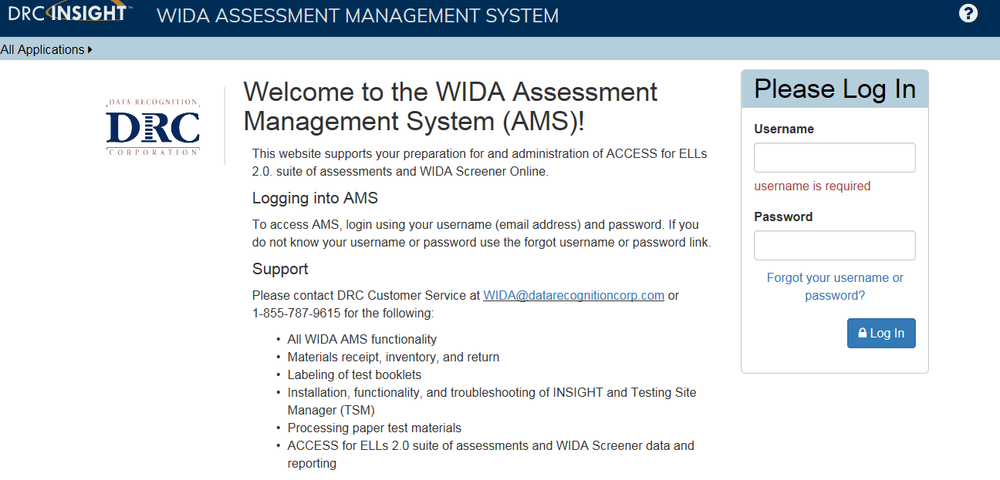 DRC INSIGHT™ WIDA ASSESSMENT MANAGEMENT SYSTEM ?
All Applications
DATA RECOGNITION
DRC
CORPORATION
Welcome to the WIDA Assessment
Management System (AMS)!
This website supports your preparation for and administration of ACCESS for ELLs
2.0. suite of assessments and WIDA Screener Online.
Logging into AMS
To access AMS, login using your username (email address) and password. If you
do not know your username or password use the forgot username or password link.
Support
Please contact DRC Customer Service at WIDA@datarecognitioncorp.com or
1-855-787-9615 for the following:
• All WIDA AMS functionality
• Materials receipt, inventory, and return
• Labeling of test booklets
• Installation, functionality, and troubleshooting of INSIGHT and Testing Site
Manager (TSM)
• Processing paper test materials
• ACCESS for ELLs 2.0 suite of assessments and WIDA Screener data and
reporting
Please Log In
Username
username is required
Password
Forgot your username or
password?
Log In